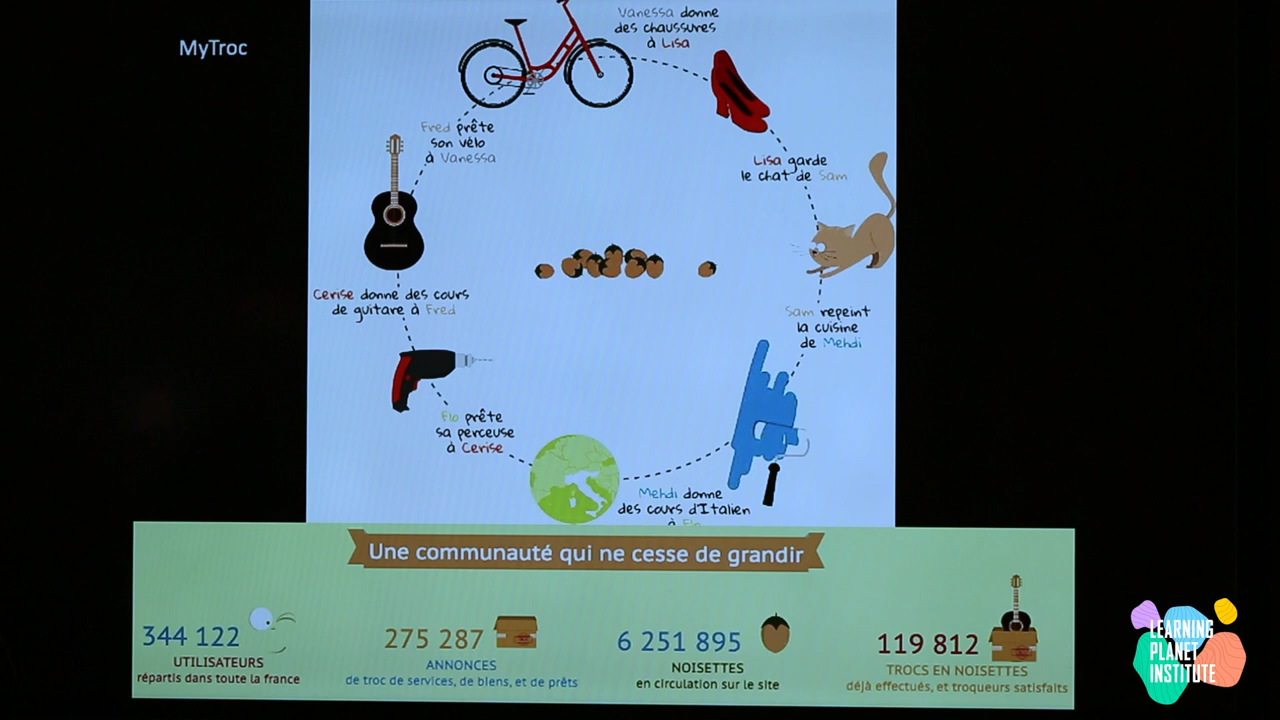 MyTroc
Vanessa donne
des chaussures
à Lisa
Fred prête
son vélo
à Vanessa
Lisa garde
le chat de Sam
Cerise donne des cours
de guitare à Fred
Sam repeint
la cuisine
de Mehdi
Flo prête
sa perceuse
à Cerise
Mehdi donne
des cours d'Italien
à Flo
Une communauté qui ne cesse de grandir
344 122
UTILISATEURS
répartis dans toute la france
275 287
ANNONCES
de troc de services, de biens, et de prêts
6 251 895
NOISETTES
en circulation sur le site
119 812
TROCS EN NOISETTES
déjà effectués, et troqueurs satisfaits
LEARNING
PLANET
INSTITUTE